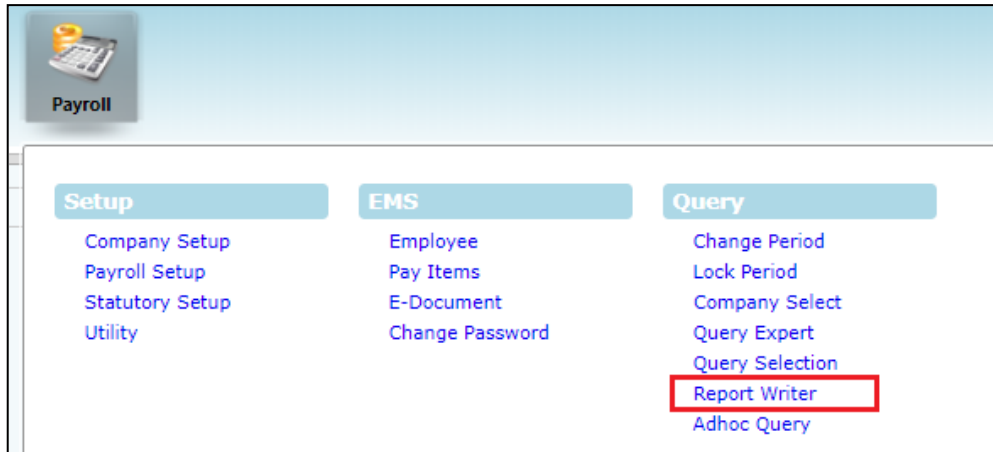 Payroll
Setup
Company Setup
Payroll Setup
Statutory Setup
Utility
EMS
Employee
Pay Items
E-Document
Change Password
Query
Change Period
Lock Period
Company Select
Query Expert
Query Selection
Report Writer
Adhoc Query